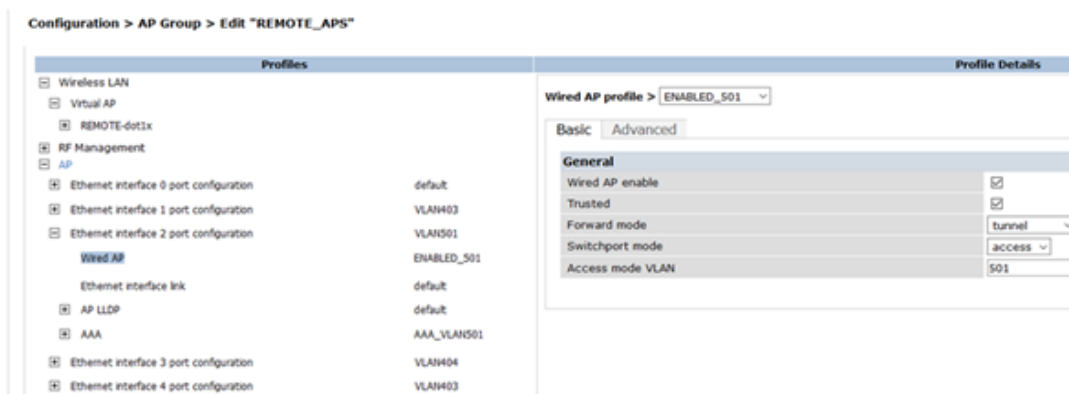 Configuration > AP Group > Edit "REMOTE_APS"
Profiles
Wireless LAN
Virtual AP
REMOTE-dot1x
RF Management
AP
Ethernet interface 0 port configuration default
Ethernet interface 1 port configuration VLAN403
Ethernet interface 2 port configuration VLAN501
Wired AP ENABLED_501
Ethernet interface link default
AP LLDP default
AAA AAA_VLAN501
Ethernet interface 3 port configuration VLAN404
Ethernet interface 4 port configuration VLAN403
Profile Details
Wired AP profile > ENABLED_501
Basic Advanced
General
Wired AP enable
Trusted
Forward mode tunnel
Switchport mode access
Access mode VLAN 501